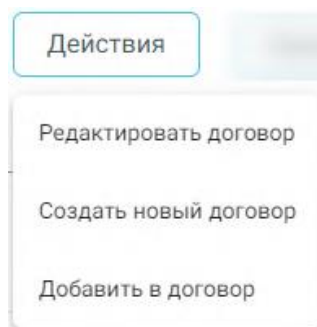 Действия
Редактировать договор
Создать новый договор
Добавить в договор